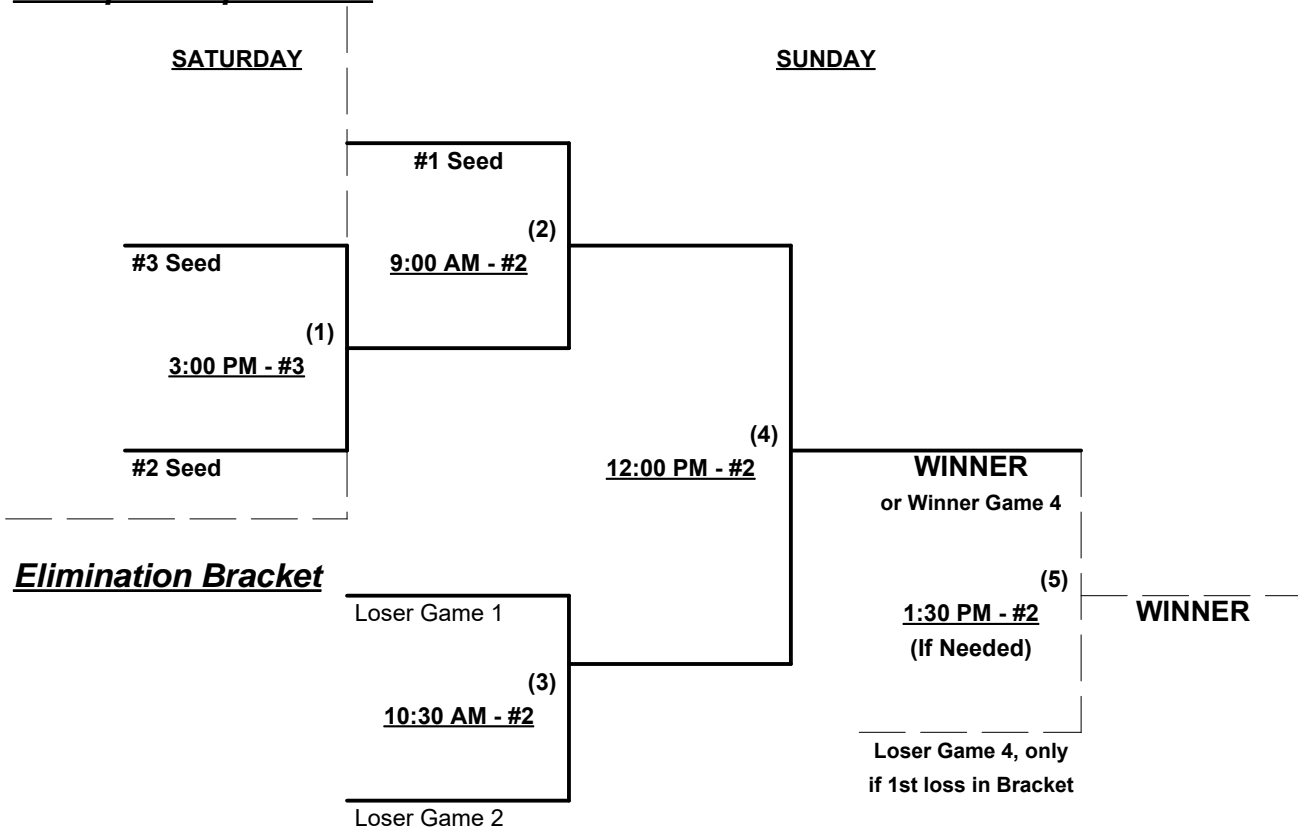 SATURDAY
SUNDAY
#1 Seed
(2)
9:00 AM - #2
#3 Seed
(1)
3:00 PM - #3
#2 Seed
(4)
12:00 PM - #2
WINNER
or Winner Game 4
Elimination Bracket
Loser Game 1
(5)
1:30 PM - #2
(If Needed)
WINNER
(3)
10:30 AM - #2
Loser Game 4, only
if 1st loss in Bracket
Loser Game 2